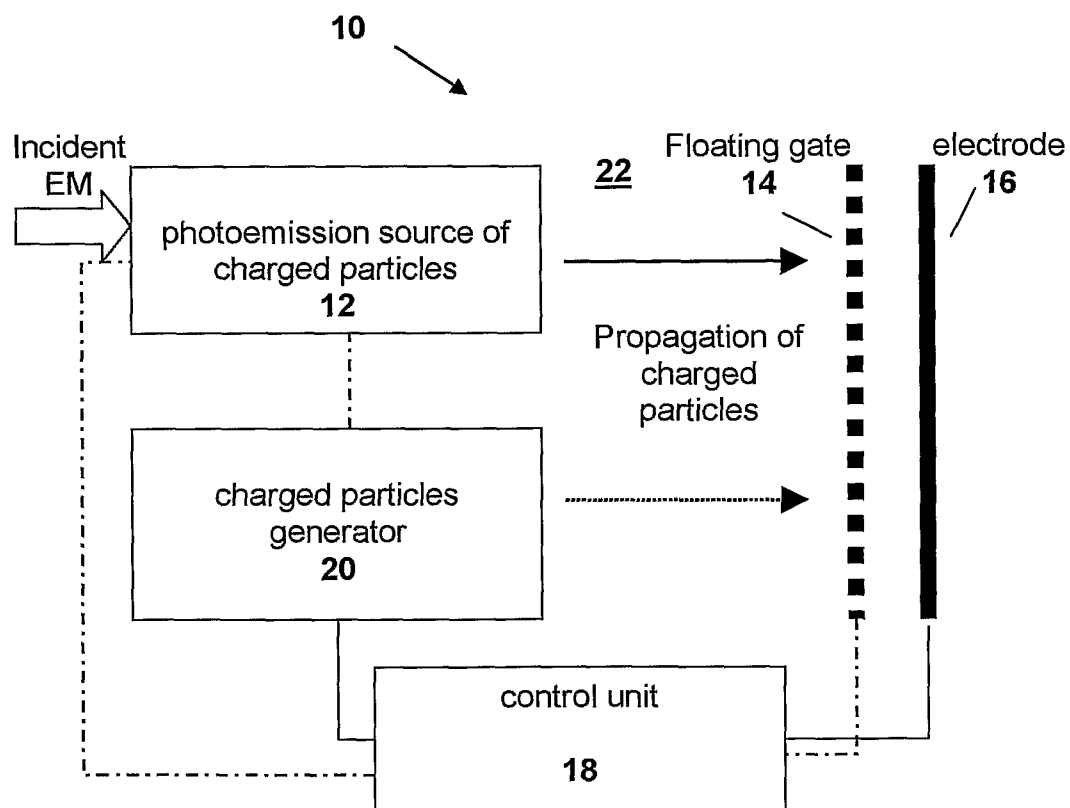 10
Incident
EM
photoemission source of
charged particles
12
22
Floating gate
14
electrode
16
Propagation of
charged
particles
charged particles
generator
20
control unit
18